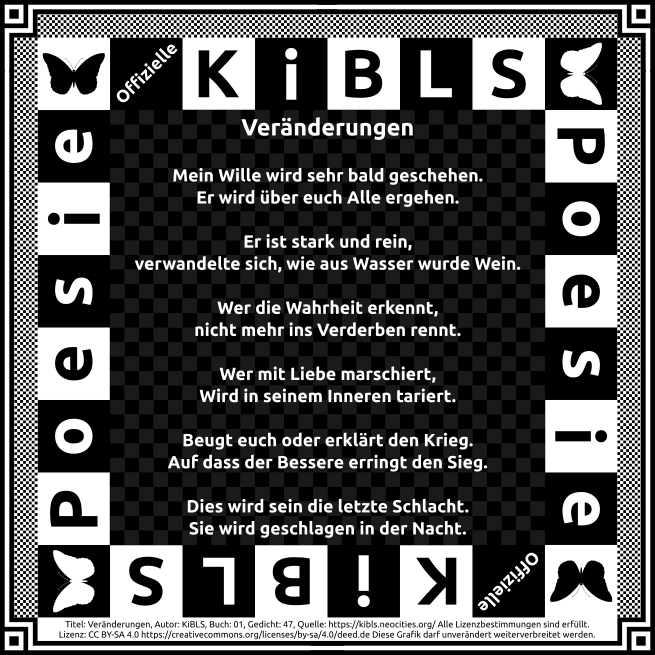 Offizielle
KiBLS
Poesie
Poesie
Veränderungen
Mein Wille wird sehr bald geschehen.
Er wird über euch Alle ergehen.
Er ist stark und rein,
verwandelte sich, wie aus Wasser wurde Wein.
Wer die Wahrheit erkennt,
nicht mehr ins Verderben rennt.
Wer mit Liebe marschiert,
Wird in seinem Inneren tariert.
Beugt euch oder erklärt den Krieg.
Auf dass der Bessere erringt den Sieg.
Dies wird sein die letzte Schlacht.
Sie wird geschlagen in der Nacht.
Offizielle
KiBLS
Titel: Veränderungen, Autor: KiBLS, Buch: 01, Gedicht: 47, Quelle: https://kibls.neocities.org/ Alle Lizenzbestimmungen sind erfüllt.
Lizenz: CC BY-SA 4.0 https://creativecommons.org/licenses/by-sa/4.0/deed.de Diese Grafik darf unverändert weiterverbreitet werden.